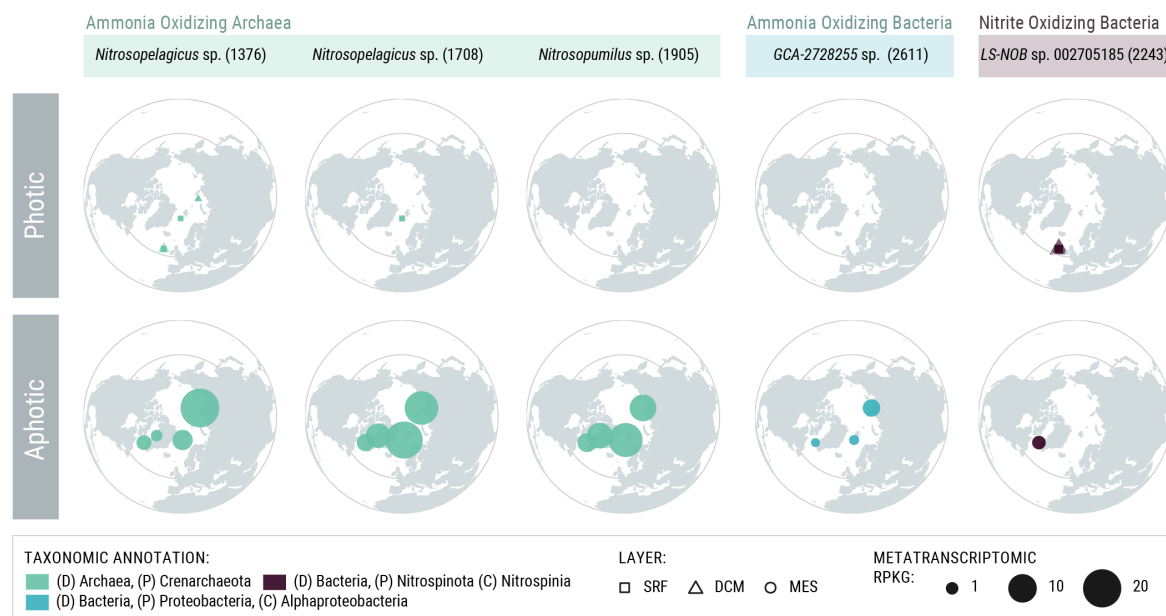 Ammonia Oxidizing Archaea
Ammonia Oxidizing Bacteria
Nitrite Oxidizing Bacteria
Nitrosopelagicus sp. (1376)
Nitrosopelagicus sp. (1708)
Nitrosopumilus sp. (1905)
GCA-2728255 sp. (2611)
LS-NOB sp. 002705185 (2243)
Photic
Aphotic
TAXONOMIC ANNOTATION:
(D) Archaea, (P) Crenarchaeota
(D) Bacteria, (P) Nitrospinota (C) Nitrospinia
(D) Bacteria, (P) Proteobacteria, (C) Alphaproteobacteria
LAYER:
SRF
DCM
MES
METATRANSCRIPTOMIC
RPKG:
1
10
20